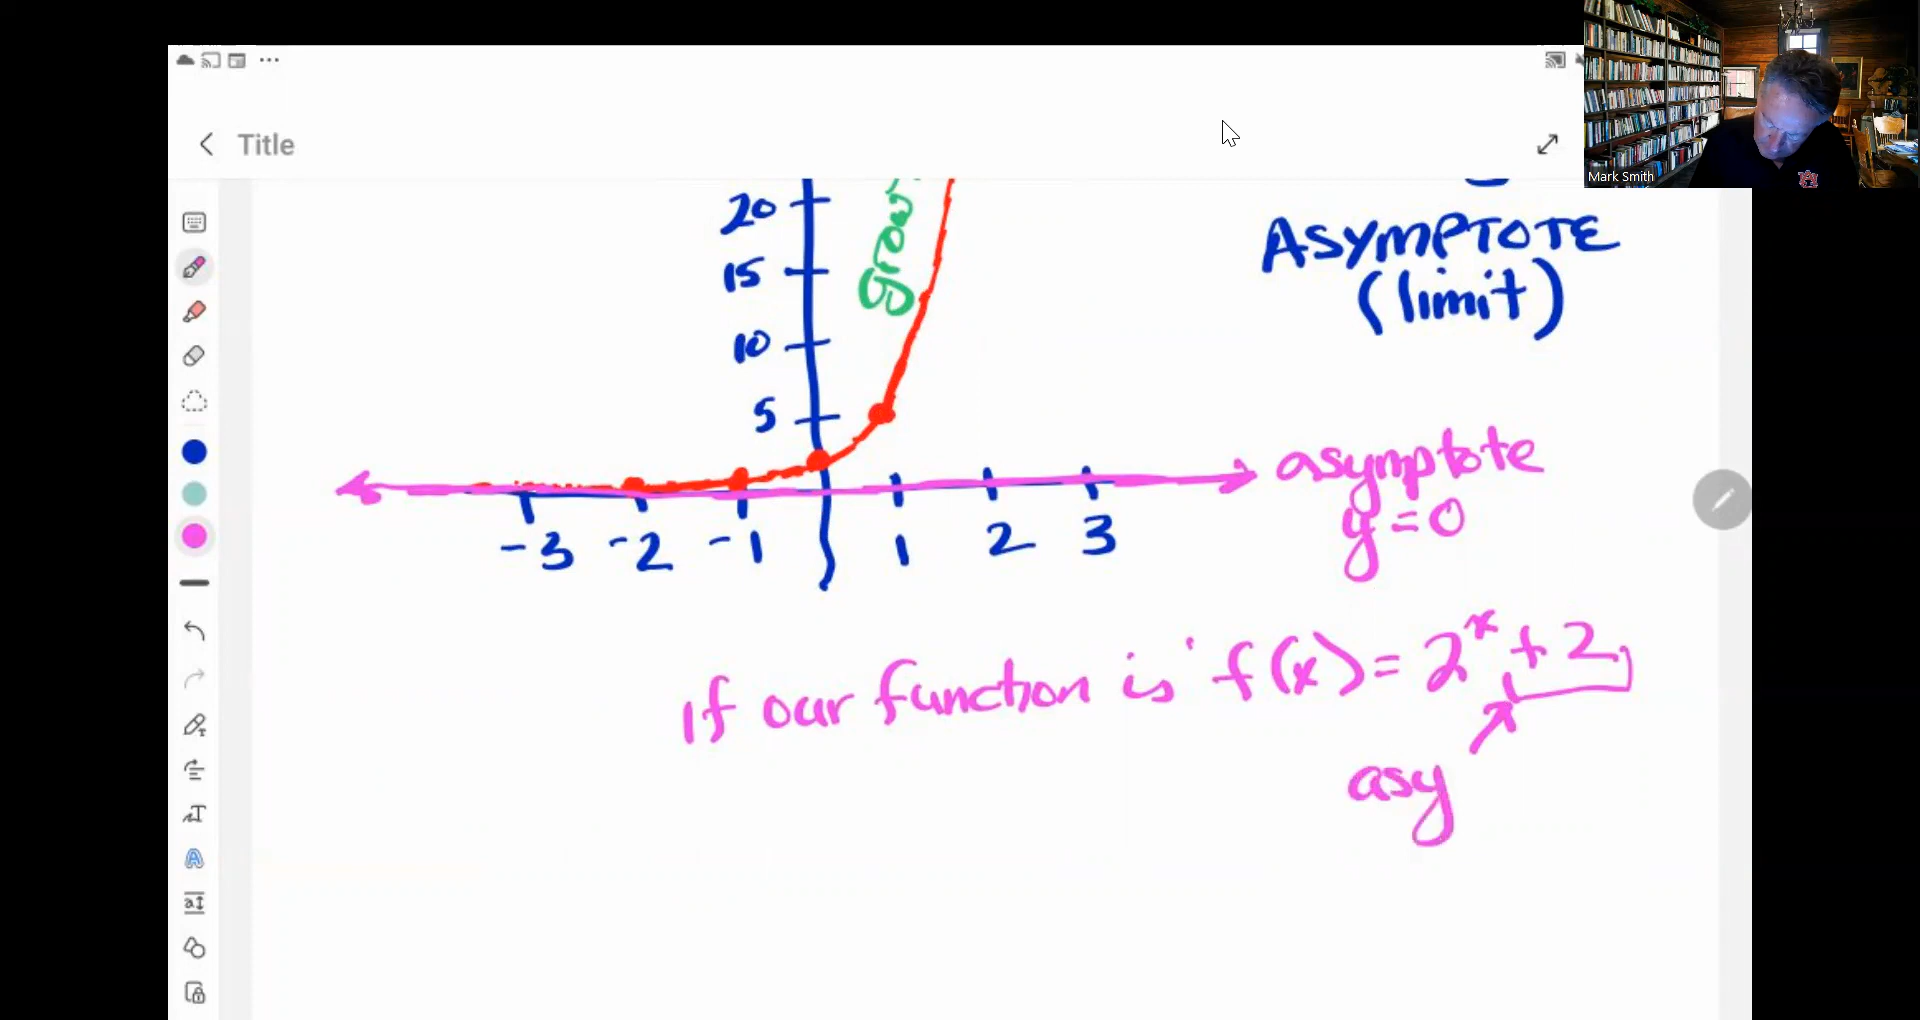 Mark Smith
Title
20
15
10
5
grow
ASYMPTOTE
(limit)
asymptote
y = 0
-3 -2 -1 1 2 3
If our function is f(x) = 2^x + 2
asy